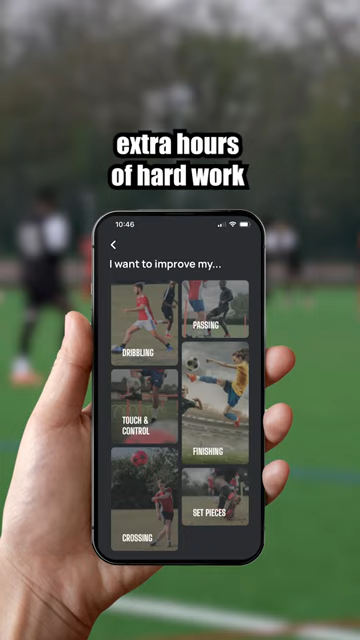 extra hours
of hard work
10:46
I want to improve my...
DRIBBLING
PASSING
TOUCH &
CONTROL
FINISHING
CROSSING
SET PIECES